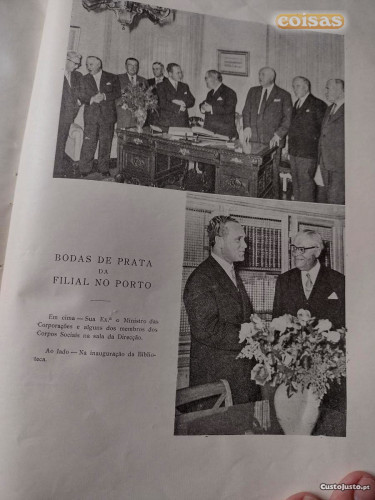 coisas
BODAS DE PRATA
DA
FILIAL NO PORTO
Em cima — Sua Ex.ª o Ministro das
Corporações e alguns dos membros dos
Corpos Sociais na sala da Direcção.
Ao lado — Na inauguração da Biblio-
teca.
CustoJusto.pt